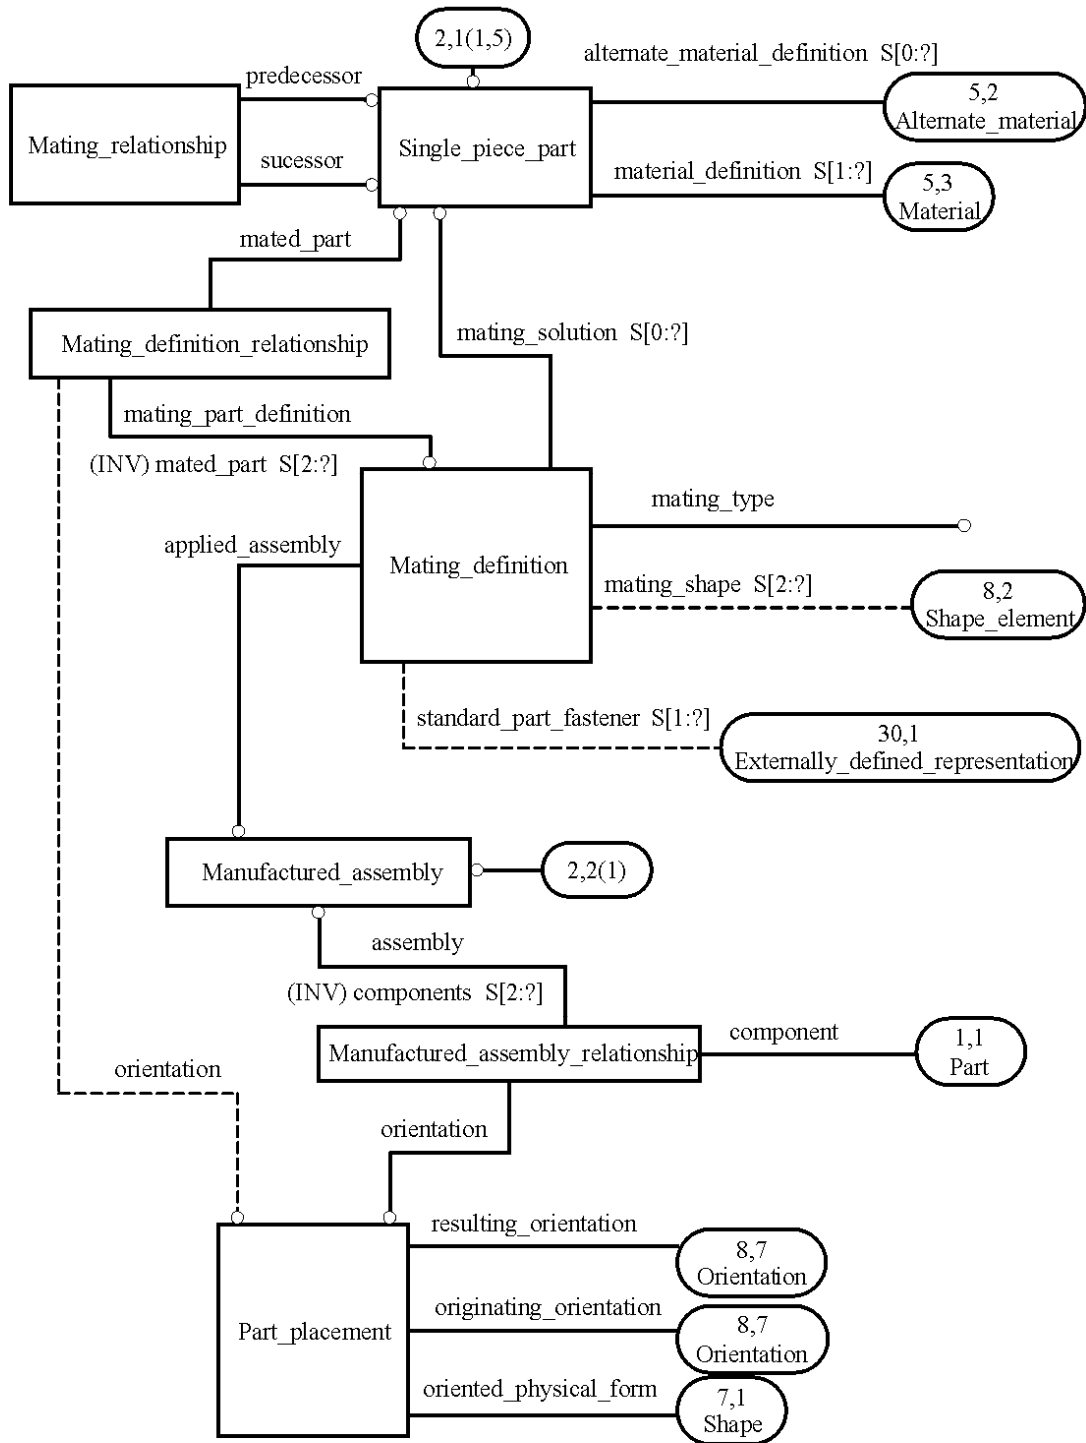 2,1(1,5)
alternate_material_definition S[0:?]
predecessor
5,2
Alternate_material
Mating_relationship
Single_piece_part
sucessor
material_definition S[1:?]
5,3
Material
mated_part
mating_solution S[0:?]
Mating_definition_relationship
mating_part_definition
(INV) mated_part S[2:?]
mating_type
applied_assembly
Mating_definition
mating_shape S[2:?]
8,2
Shape_element
standard_part_fastener S[1:?]
30,1
Externally_defined_representation
Manufactured_assembly
2,2(1)
assembly
(INV) components S[2:?]
component
Manufactured_assembly_relationship
1,1
Part
orientation
orientation
resulting_orientation
8,7
Orientation
originating_orientation
Part_placement
8,7
Orientation
oriented_physical_form
7,1
Shape